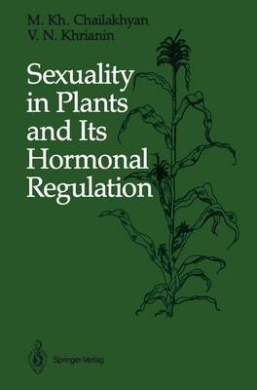 M. Kh. Chailakhyan
V. N. Khrianin
Sexuality
in Plants
and Its
Hormonal
Regulation
Springer-Verlag